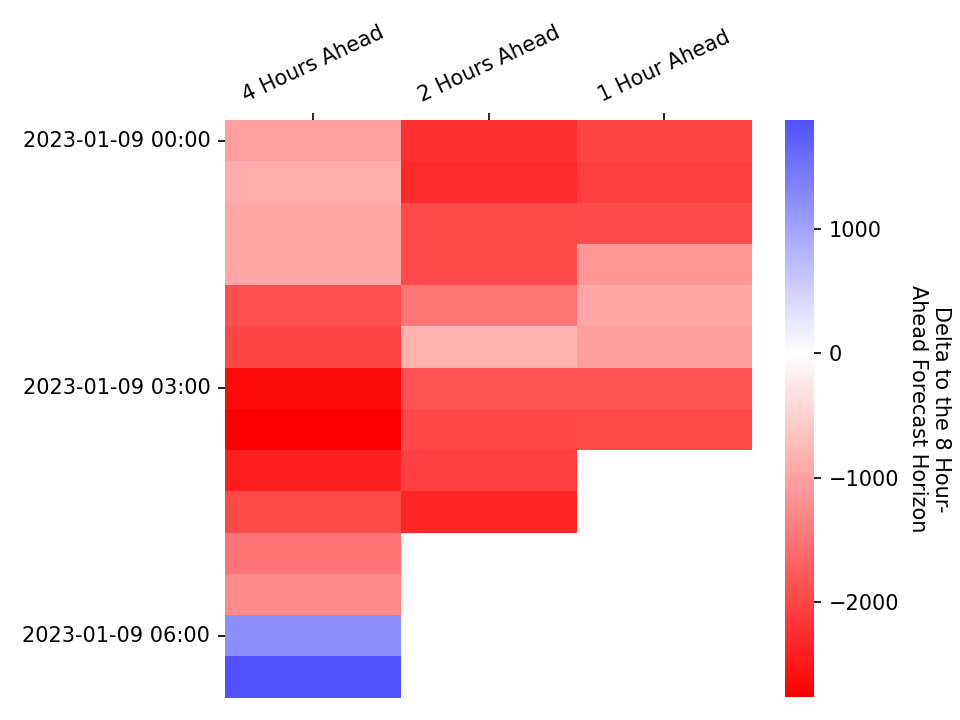 4 Hours Ahead
2 Hours Ahead
1 Hour Ahead
2023-01-09 00:00
2023-01-09 03:00
2023-01-09 06:00
1000
0
−1000
−2000
Delta to the 8 Hour-
Ahead Forecast Horizon